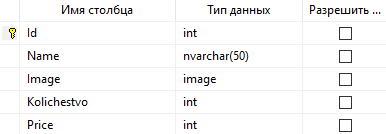 Имя столбца Тип данных Разрешить ...
Id int
Name nvarchar(50)
Image image
Kolichestvo int
Price int